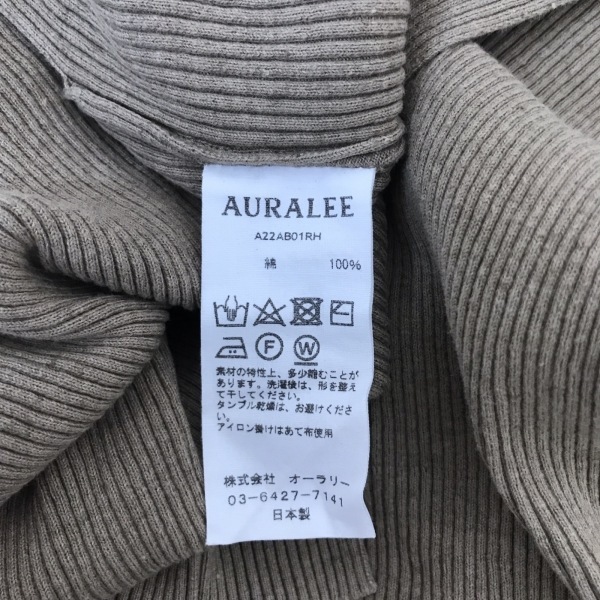 AURALEE
A22AB01RH
綿 100%
F W
素材の特性上、多少縮むことが
あります。洗濯後は、形を整え
て干してください。
タンブル乾燥は、お避けくださ
い。
アイロン掛けはあて布使用
株式会社 オーラリー
03-6427-7141
日本製